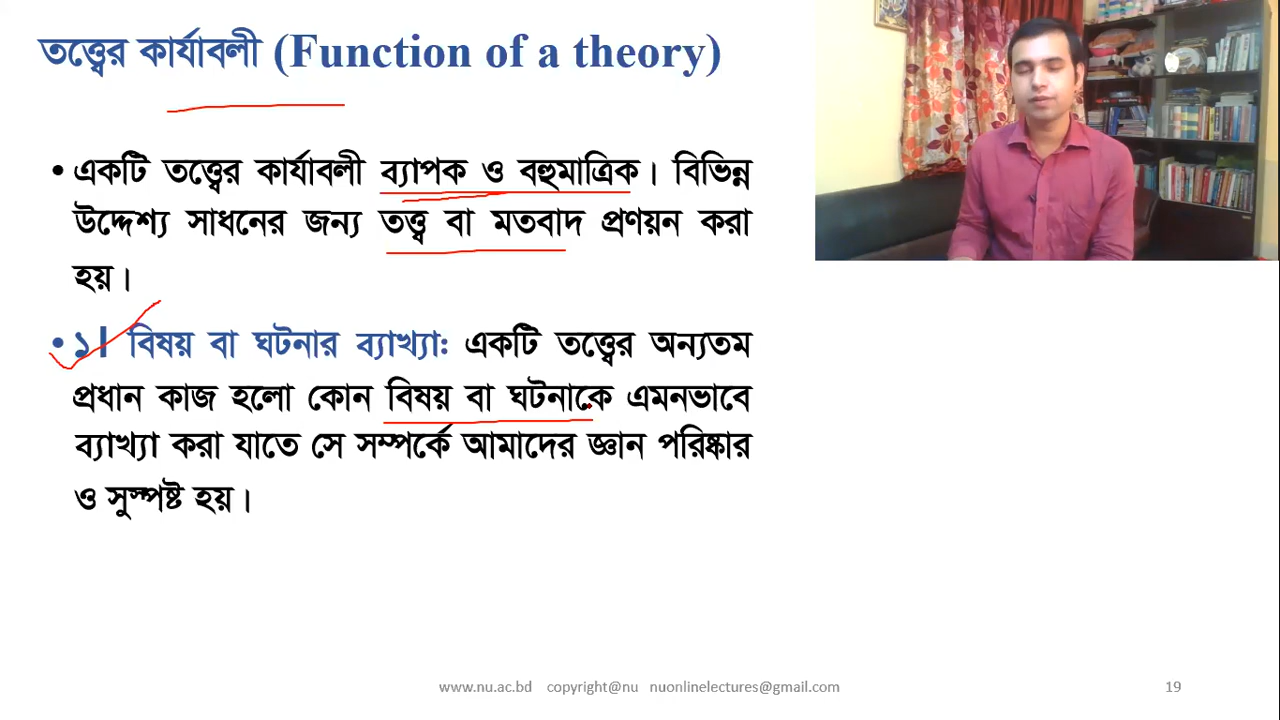 তত্ত্বের কার্যাবলী (Function of a theory)
• একটি তত্ত্বের কার্যাবলী ব্যাপক ও বহুমাত্রিক। বিভিন্ন
উদ্দেশ্য সাধনের জন্য তত্ত্ব বা মতবাদ প্রণয়ন করা
হয়।
• ১। বিষয় বা ঘটনার ব্যাখ্যাঃ একটি তত্ত্বের অন্যতম
প্রধান কাজ হলো কোন বিষয় বা ঘটনাকে এমনভাবে
ব্যাখ্যা করা যাতে সে সম্পর্কে আমাদের জ্ঞান পরিষ্কার
ও সুস্পষ্ট হয়।
www.nu.ac.bd copyright@nu nuonlinelectures@gmail.com 19